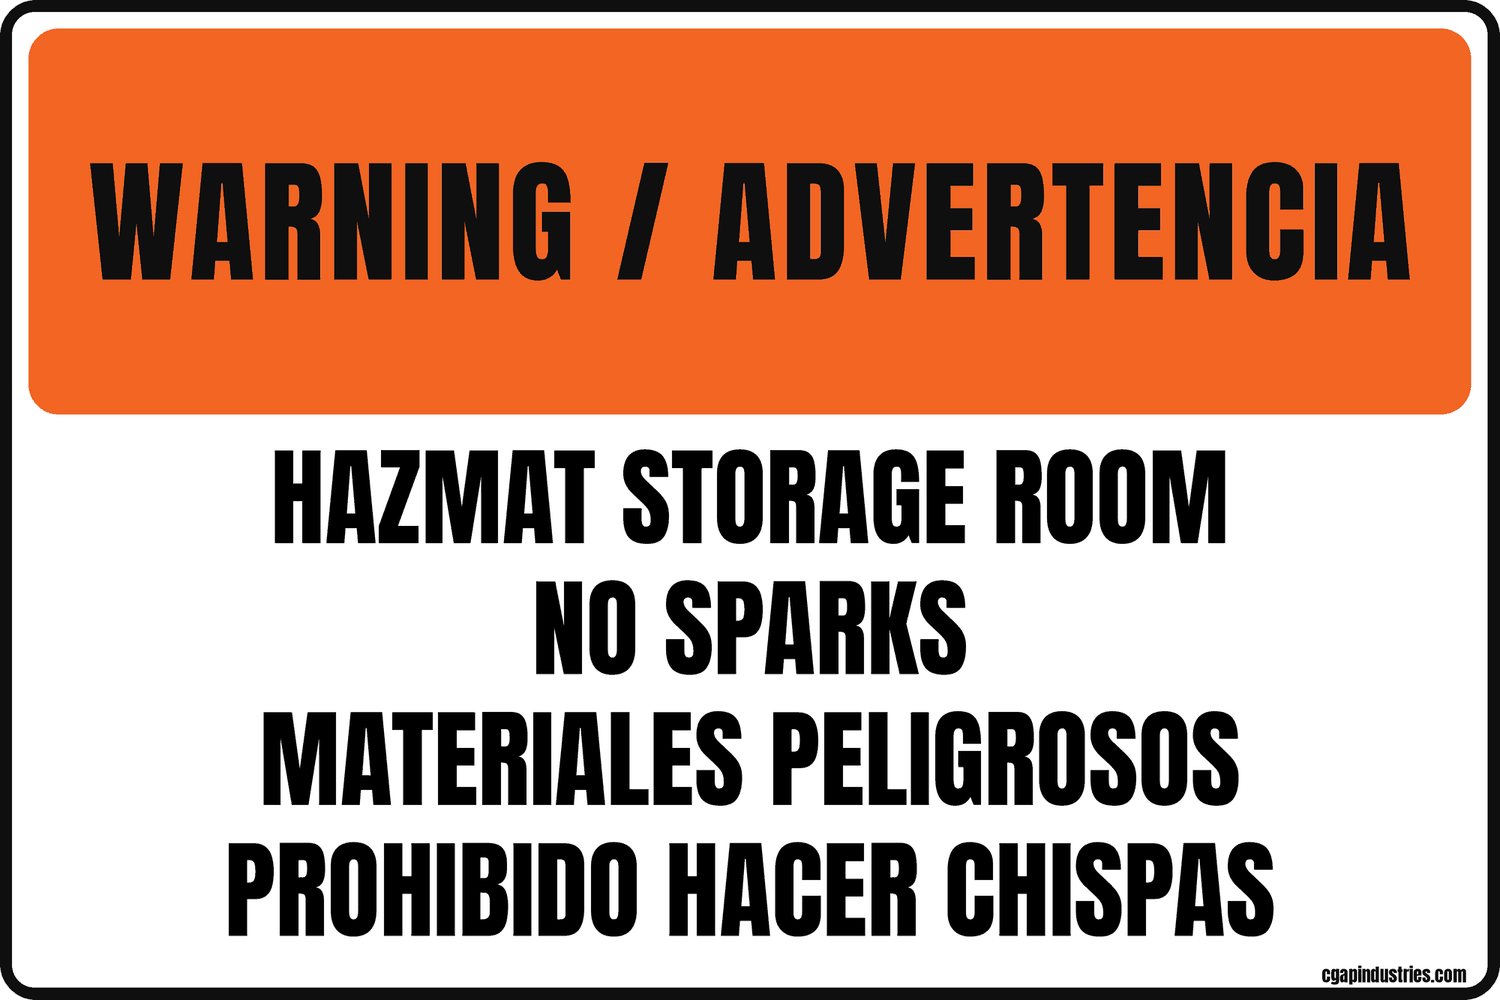 WARNING / ADVERTENCIA
HAZMAT STORAGE ROOM
NO SPARKS
MATERIALES PELIGROSOS
PROHIBIDO HACER CHISPAS
cgapindustries.com